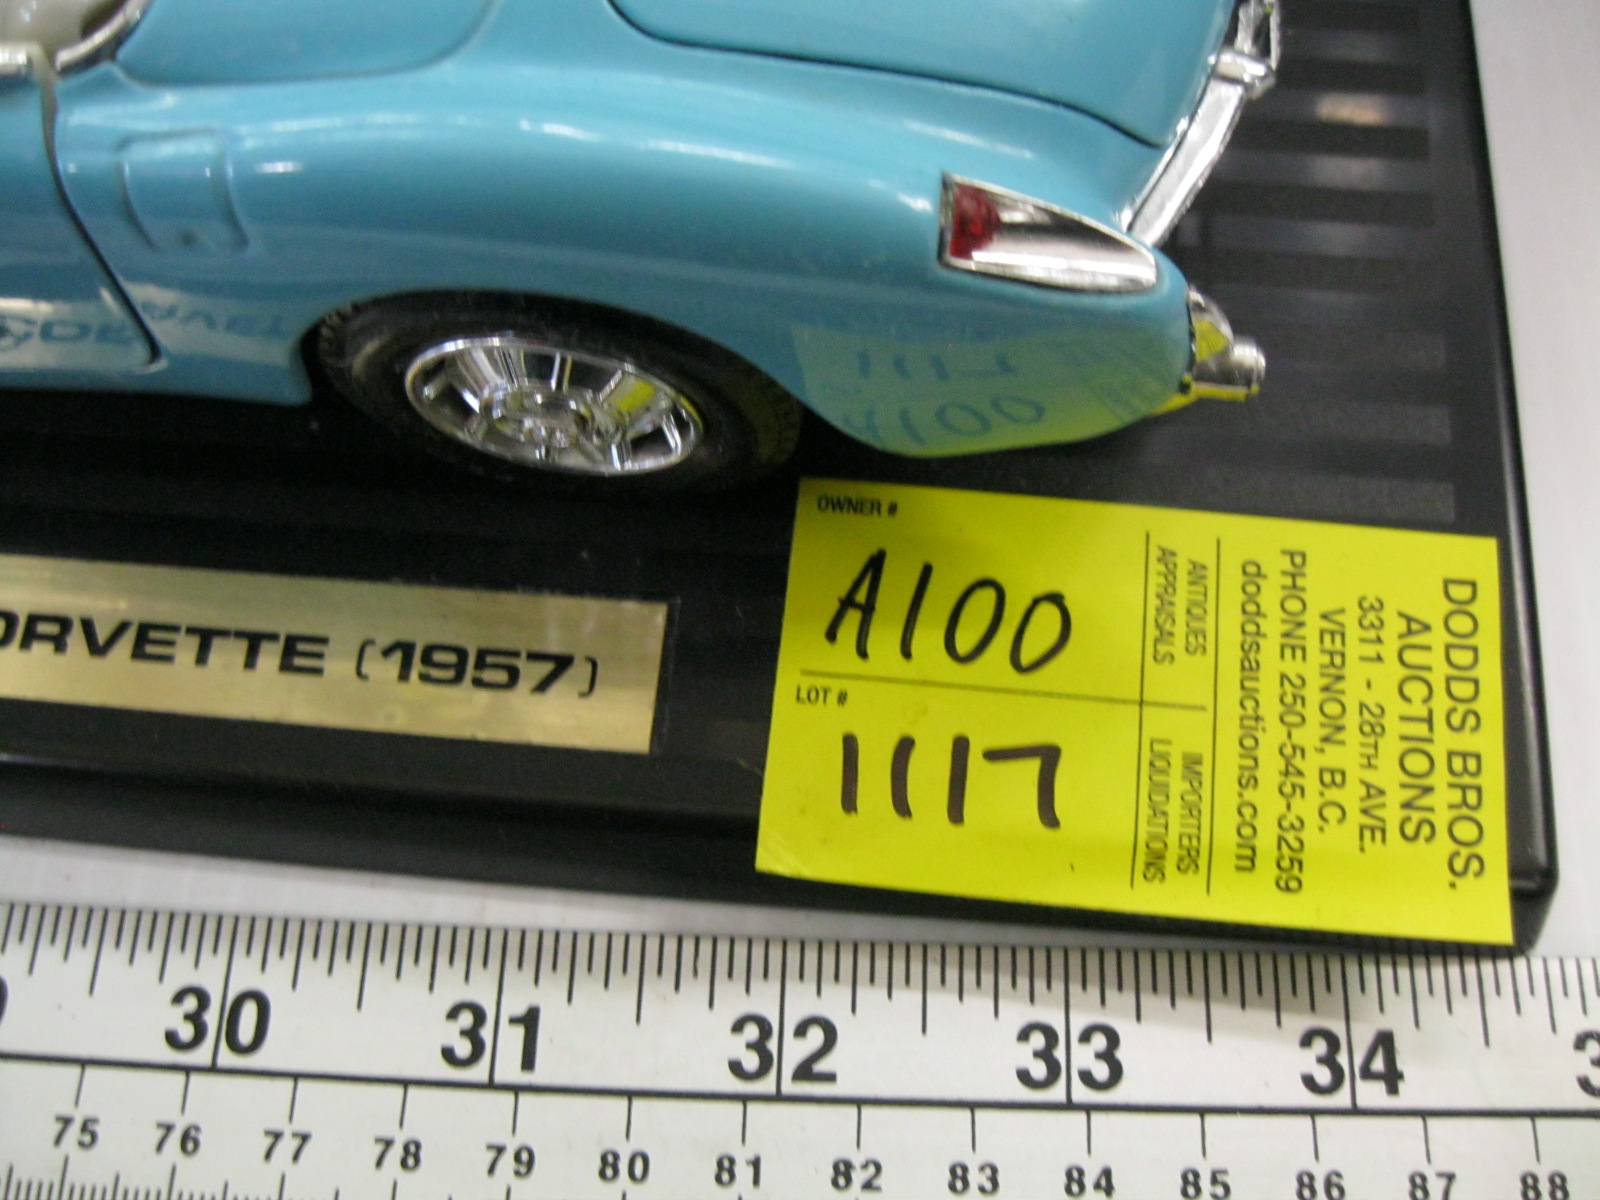 ORVETTE (1957)
OWNER #
A100
LOT #
1117
ANTIQUES
APPRAISALS
IMPORTERS
LIQUIDATIONS
DODDS BROS.
AUCTIONS
3311 - 28TH AVE.
VERNON, B.C.
PHONE 250-545-3259
doddsauctions.com
30 31 32 33 34
75 76 77 78 79 80 81 82 83 84 85 86 87 88